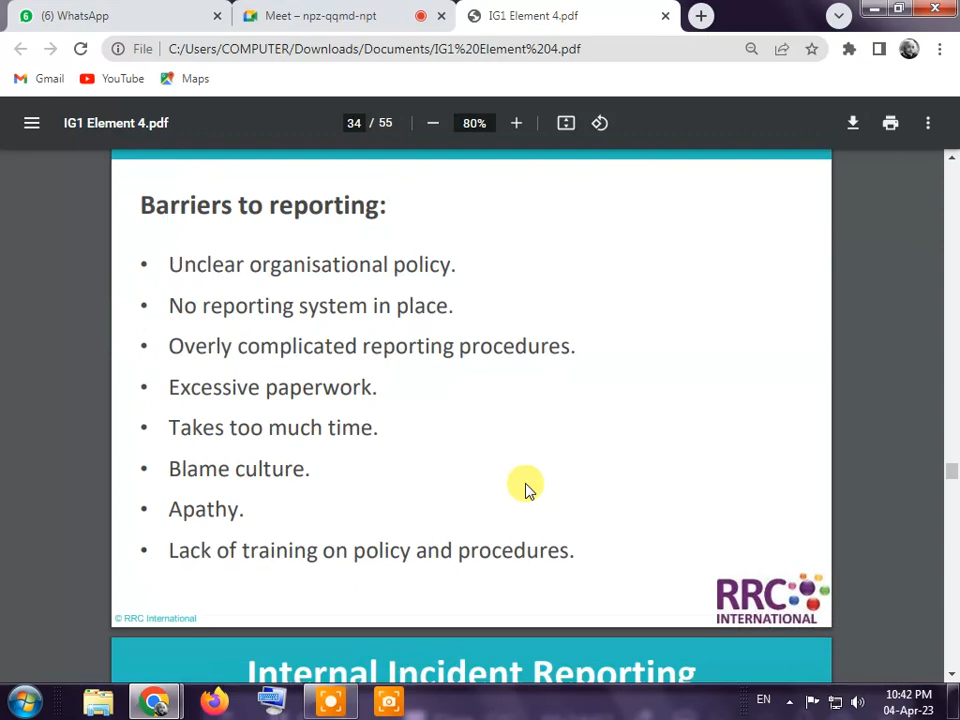 (6) WhatsApp
Meet – npz-qqmd-npt
IG1 Element 4.pdf
File
C:/Users/COMPUTER/Downloads/Documents/IG1%20Element%204.pdf
Gmail
YouTube
Maps
IG1 Element 4.pdf
34 / 55
80%
Barriers to reporting:
• Unclear organisational policy.
• No reporting system in place.
• Overly complicated reporting procedures.
• Excessive paperwork.
• Takes too much time.
• Blame culture.
• Apathy.
• Lack of training on policy and procedures.
RRC
INTERNATIONAL
© RRC International
Internal Incident Reporting
EN
10:42 PM
04-Apr-23